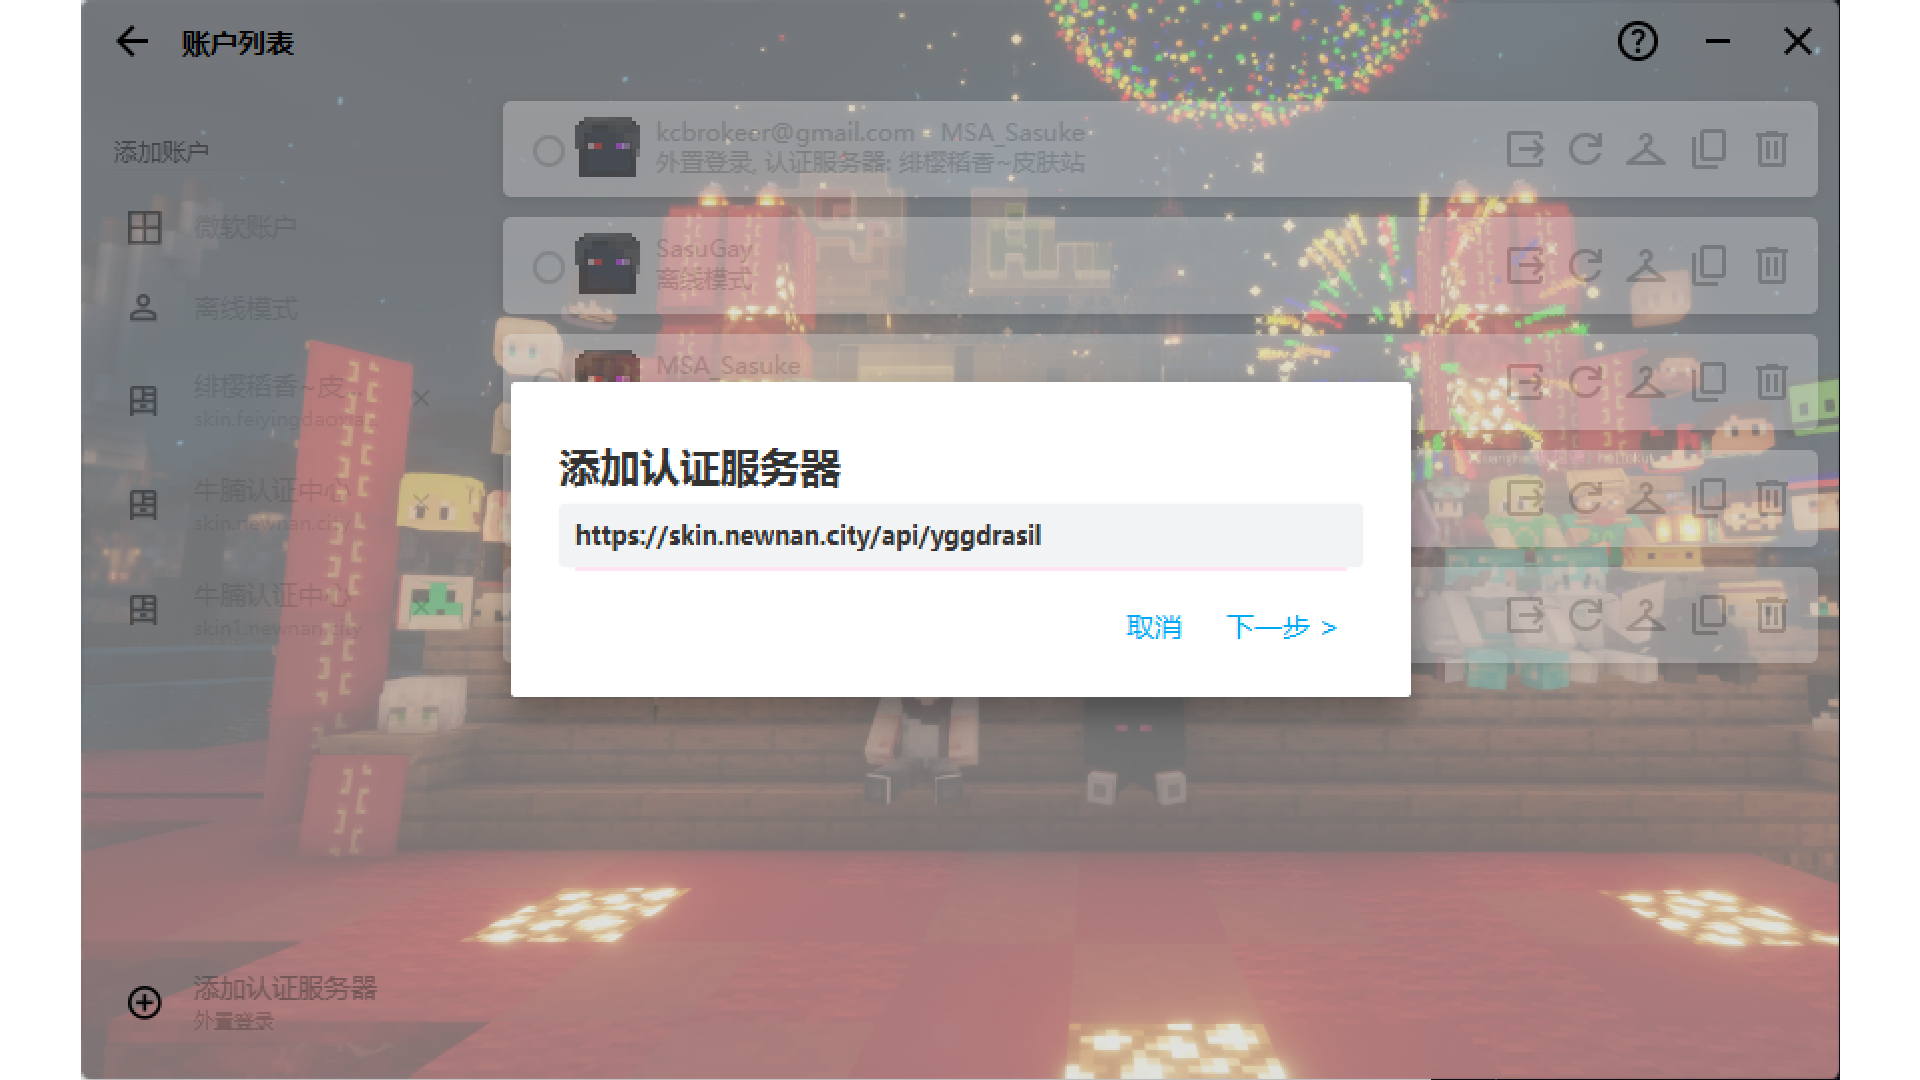 账户列表
添加账户
微软账户
离线模式
绯樱稻香~皮...
skin.feiyingdaoxian
牛腩认证中心
skin.newnan.city
牛腩认证中心
skin1.newnan.city
添加认证服务器
外置登录
kcbrokeer@gmail.com - MSA_Sasuke
外置登录, 认证服务器: 绯樱稻香~皮肤站
SasuGay
离线模式
MSA_Sasuke
添加认证服务器
https://skin.newnan.city/api/yggdrasil
取消
下一步 >